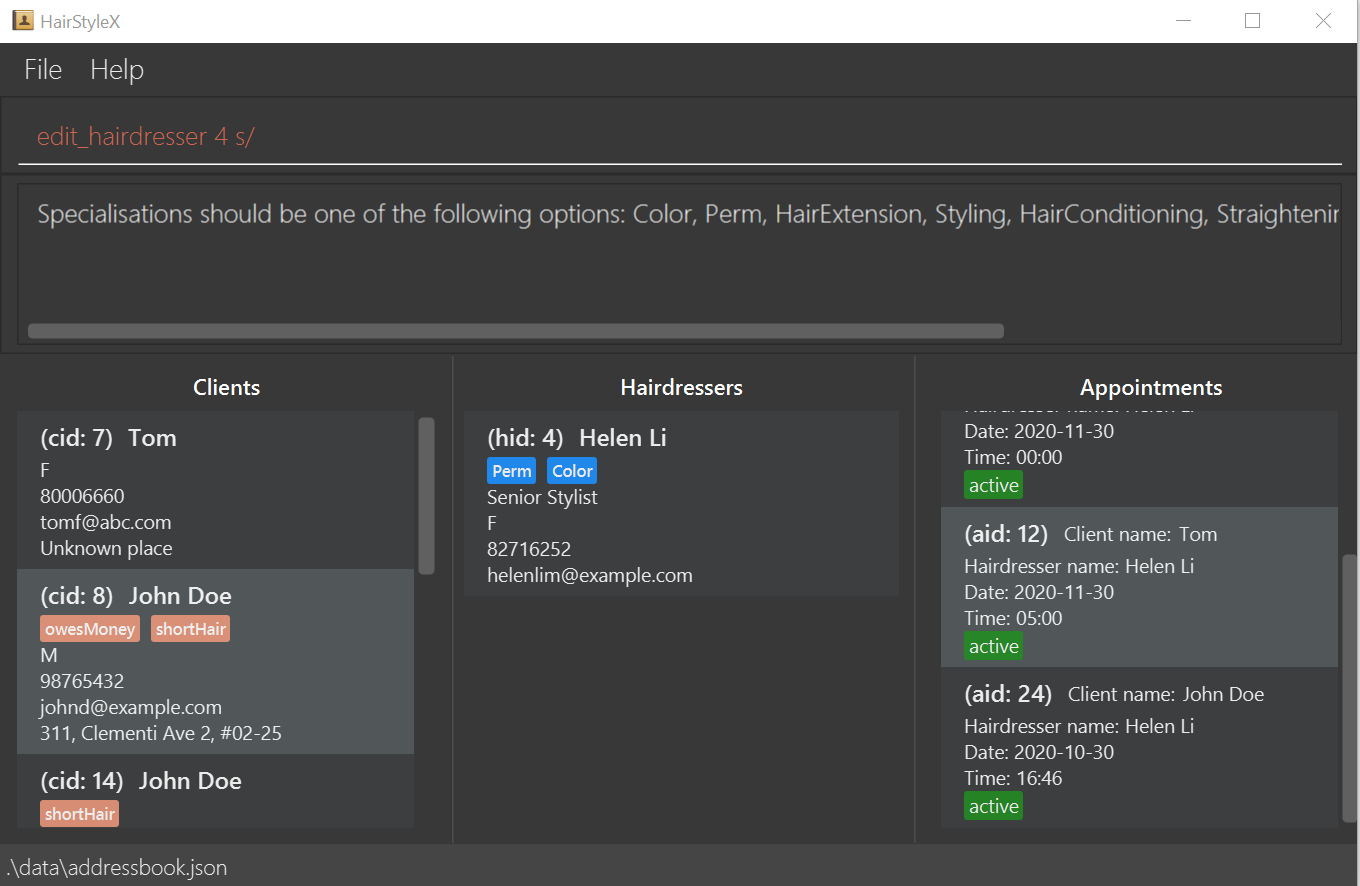 HairStyleX
File Help
edit_hairdresser 4 s/
Specialisations should be one of the following options: Color, Perm, HairExtension, Styling, HairConditioning, Straightenin
Clients
(cid: 7) Tom
F
80006660
tomf@abc.com
Unknown place
(cid: 8) John Doe
owesMoney shortHair
M
98765432
johnd@example.com
311, Clementi Ave 2, #02-25
(cid: 14) John Doe
shortHair
Hairdressers
(hid: 4) Helen Li
Perm Color
Senior Stylist
F
82716252
helenlim@example.com
Appointments
Hairdresser name: Helen Li
Date: 2020-11-30
Time: 00:00
active
(aid: 12) Client name: Tom
Hairdresser name: Helen Li
Date: 2020-11-30
Time: 05:00
active
(aid: 24) Client name: John Doe
Hairdresser name: Helen Li
Date: 2020-10-30
Time: 16:46
active
.\data\addressbook.json